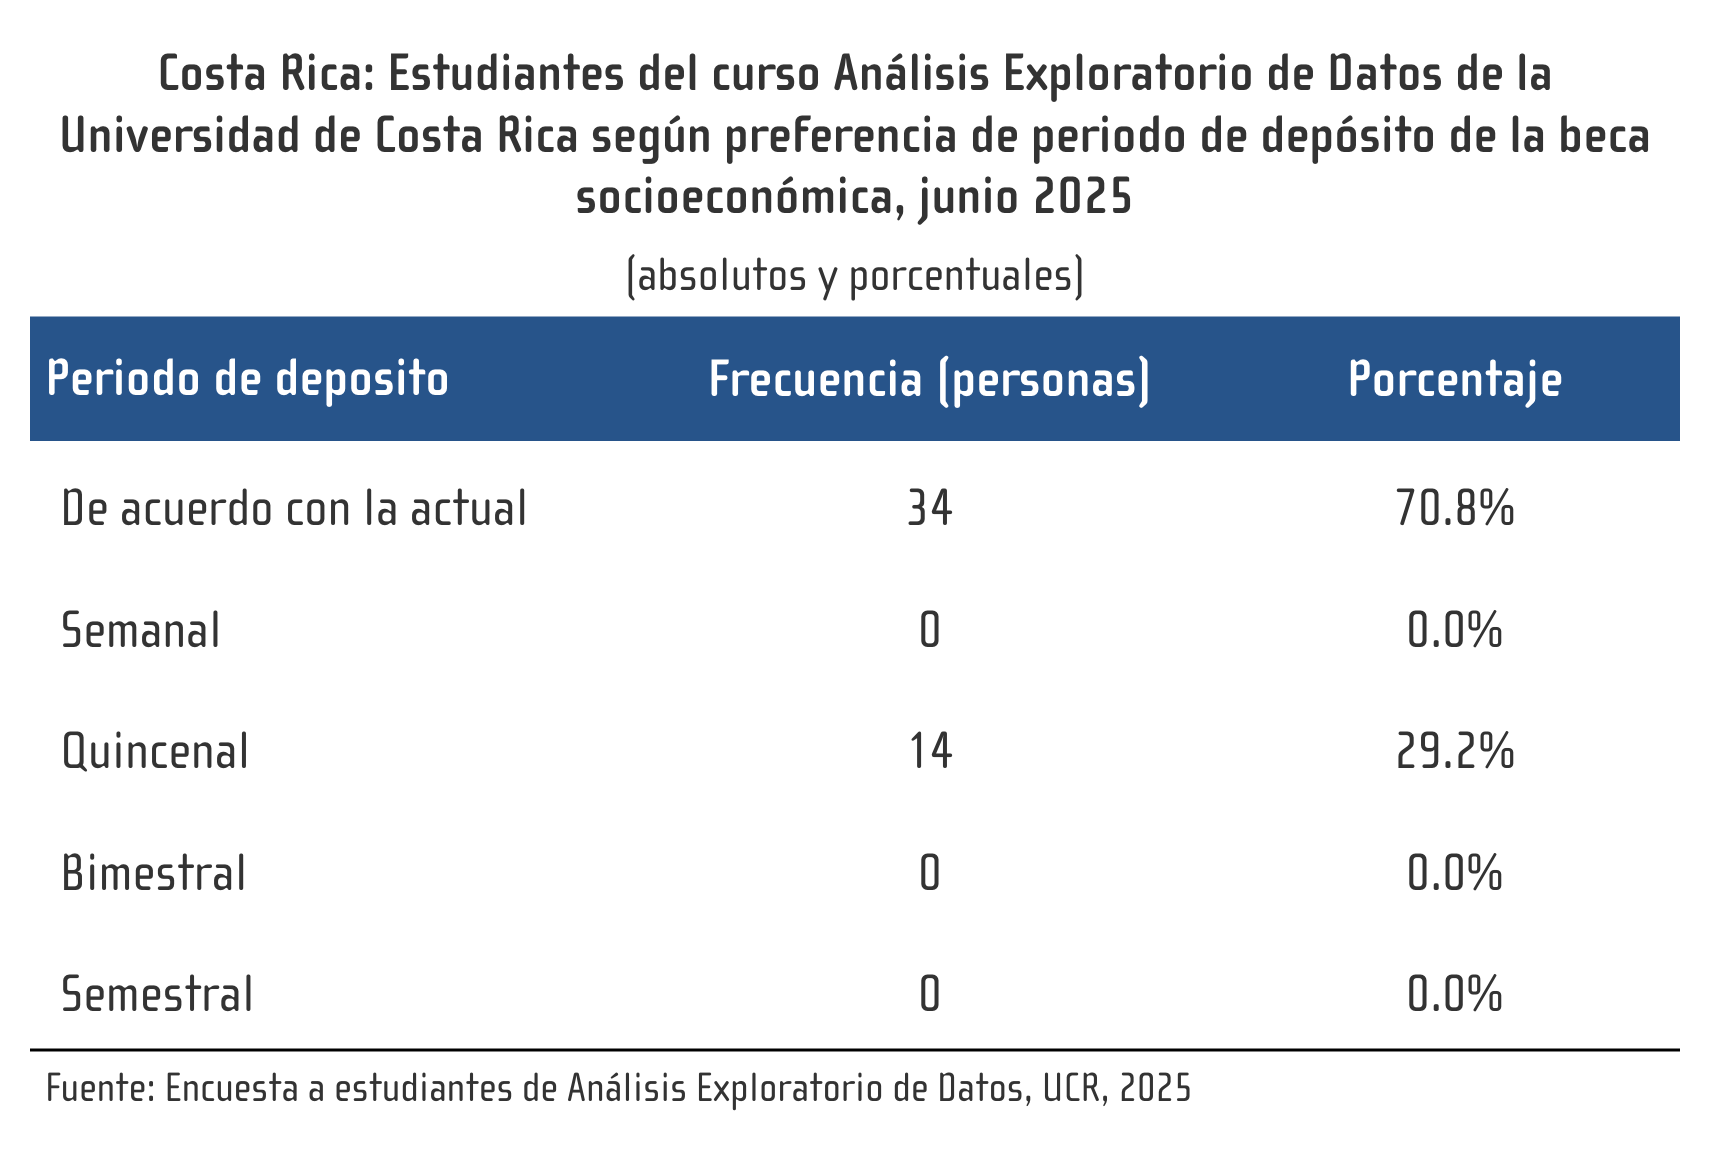 Costa Rica: Estudiantes del curso Análisis Exploratorio de Datos de la
Universidad de Costa Rica según preferencia de periodo de depósito de la beca
socioeconómica, junio 2025
(absolutos y porcentuales)
Periodo de deposito Frecuencia (personas) Porcentaje
De acuerdo con la actual 34 70.8%
Semanal 0 0.0%
Quincenal 14 29.2%
Bimestral 0 0.0%
Semestral 0 0.0%
Fuente: Encuesta a estudiantes de Análisis Exploratorio de Datos, UCR, 2025